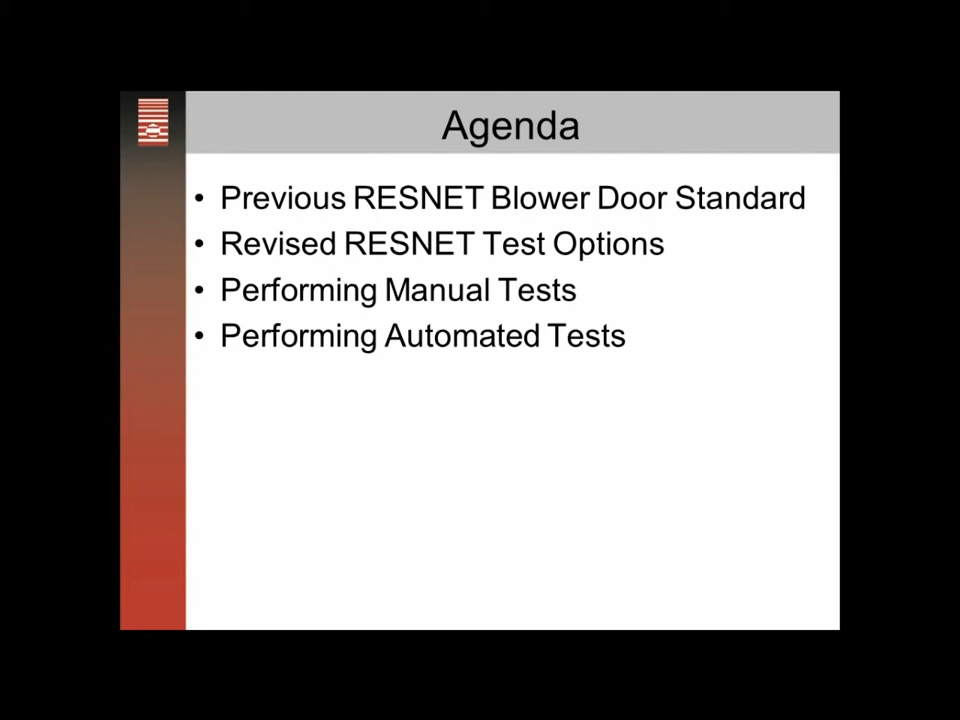 Agenda
• Previous RESNET Blower Door Standard
• Revised RESNET Test Options
• Performing Manual Tests
• Performing Automated Tests